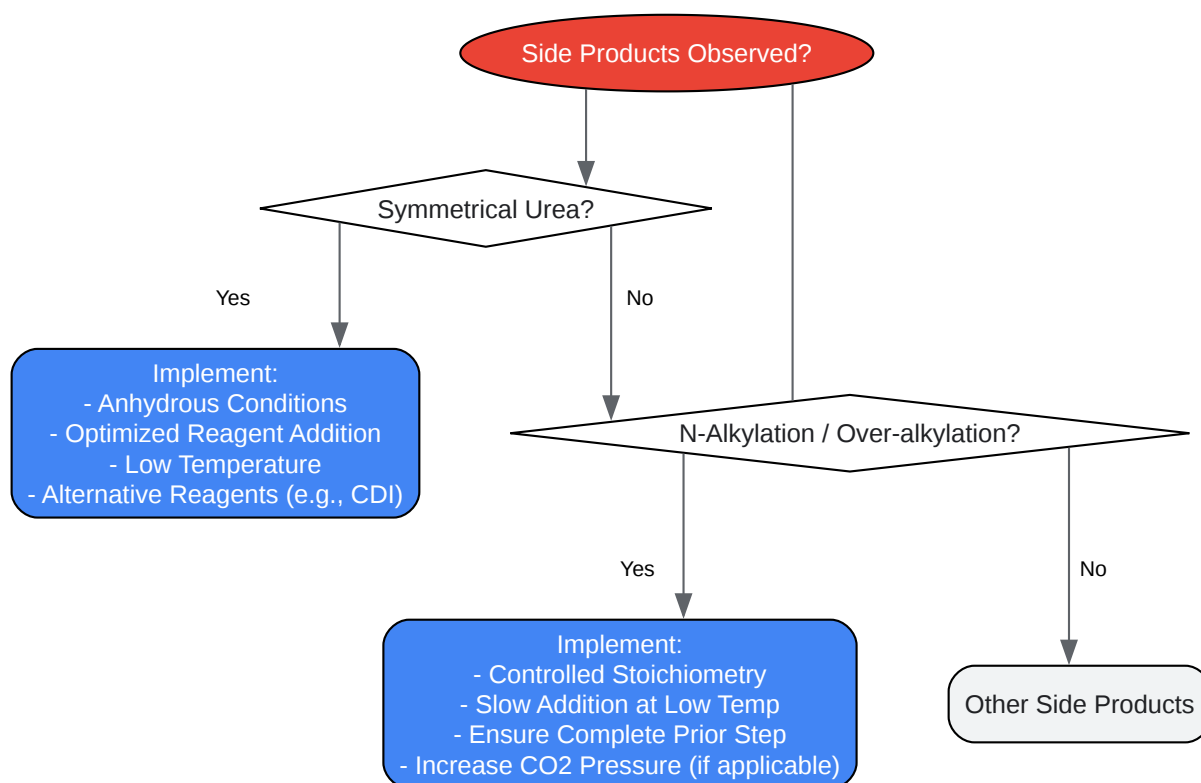 Side Products Observed?
Symmetrical Urea?
Yes
No
Implement:
- Anhydrous Conditions
- Optimized Reagent Addition
- Low Temperature
- Alternative Reagents (e.g., CDI)
N-Alkylation / Over-alkylation?
Yes
No
Implement:
- Controlled Stoichiometry
- Slow Addition at Low Temp
- Ensure Complete Prior Step
- Increase CO2 Pressure (if applicable)
Other Side Products